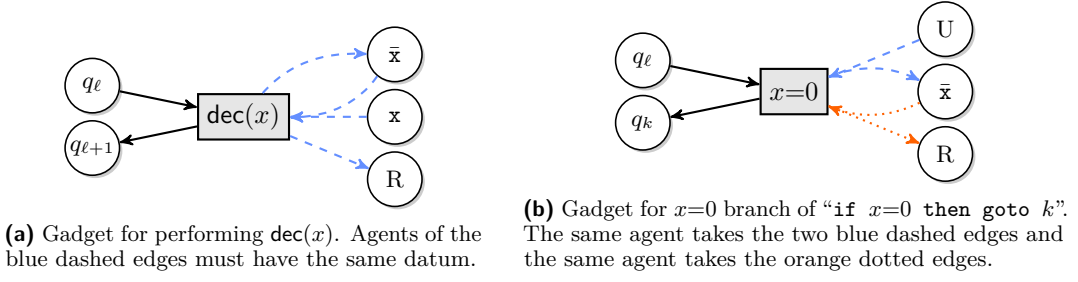 q_ℓ
q_{ℓ+1}
dec(x)
x̄
x
R
(a) Gadget for performing dec(x). Agents of the
blue dashed edges must have the same datum.
q_ℓ
q_k
x=0
U
x̄
R
(b) Gadget for x=0 branch of “if x=0 then goto k”.
The same agent takes the two blue dashed edges and
the same agent takes the orange dotted edges.